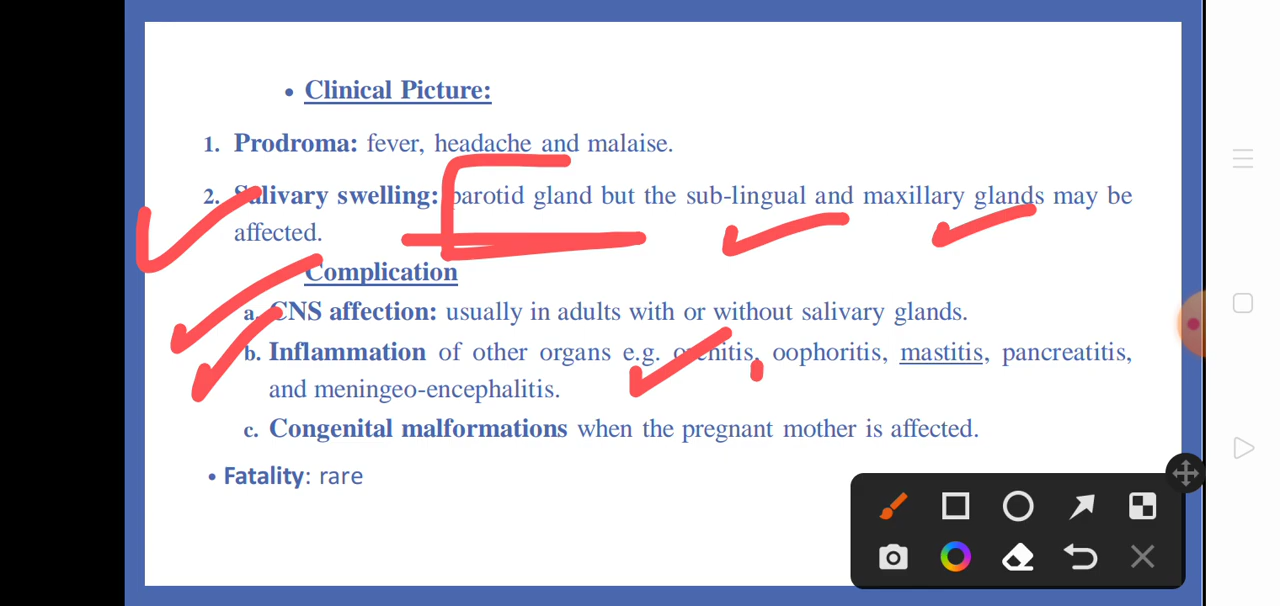 • Clinical Picture:
1. Prodroma: fever, headache and malaise.
2. Salivary swelling: parotid gland but the sub-lingual and maxillary glands may be
affected.
Complication
a. CNS affection: usually in adults with or without salivary glands.
b. Inflammation of other organs e.g. orchitis, oophoritis, mastitis, pancreatitis,
and meningeo-encephalitis.
c. Congenital malformations when the pregnant mother is affected.
• Fatality: rare